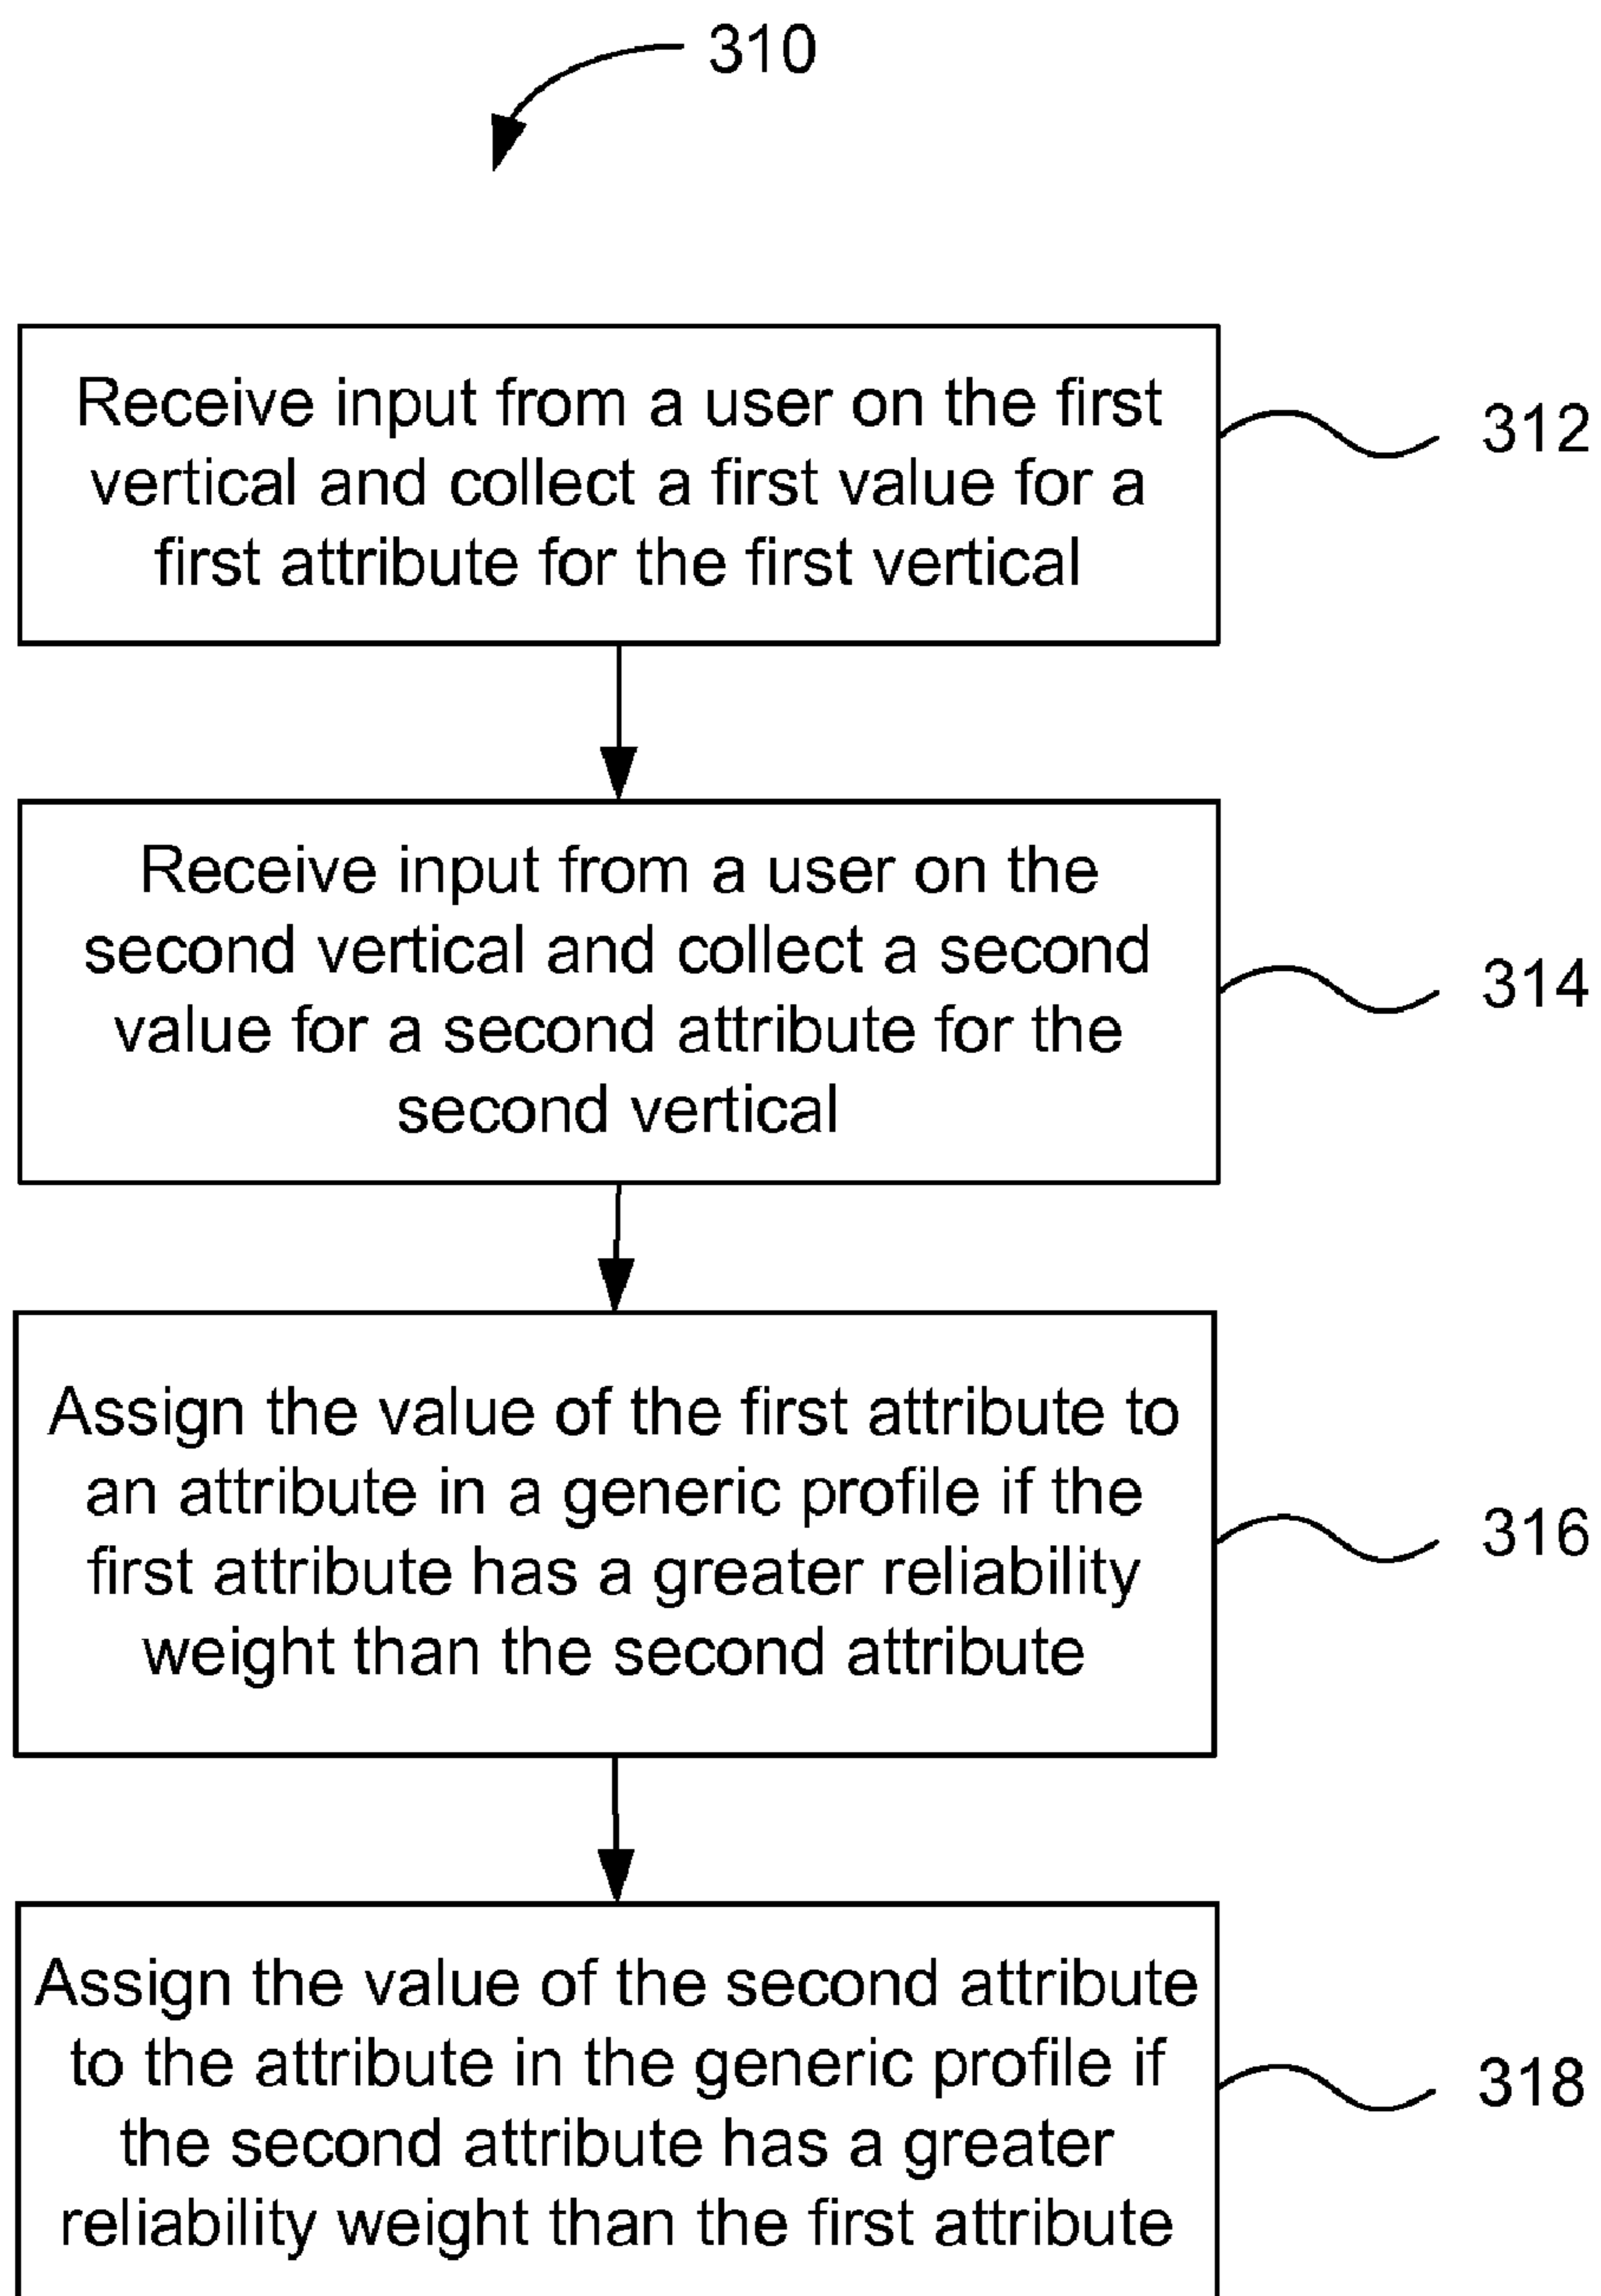 310
Receive input from a user on the first
vertical and collect a first value for a
first attribute for the first vertical
312
Receive input from a user on the
second vertical and collect a second
value for a second attribute for the
second vertical
314
Assign the value of the first attribute to
an attribute in a generic profile if the
first attribute has a greater reliability
weight than the second attribute
316
Assign the value of the second attribute
to the attribute in the generic profile if
the second attribute has a greater
reliability weight than the first attribute
318